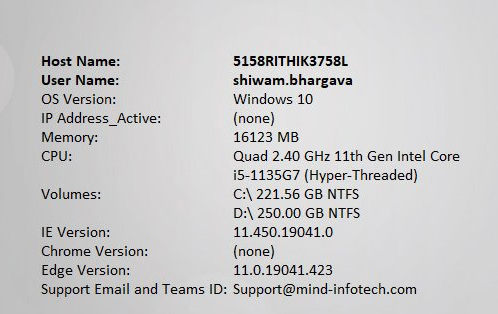 Host Name: 5158RITHIK3758L
User Name: shiwam.bhargava
OS Version: Windows 10
IP Address_Active: (none)
Memory: 16123 MB
CPU: Quad 2.40 GHz 11th Gen Intel Core
i5-1135G7 (Hyper-Threaded)
Volumes: C:\ 221.56 GB NTFS
D:\ 250.00 GB NTFS
IE Version: 11.450.19041.0
Chrome Version: (none)
Edge Version: 11.0.19041.423
Support Email and Teams ID: Support@mind-infotech.com